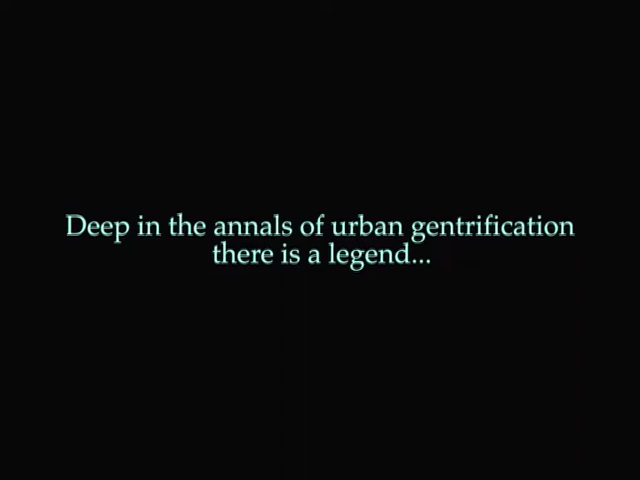 Deep in the annals of urban gentrification
there is a legend...